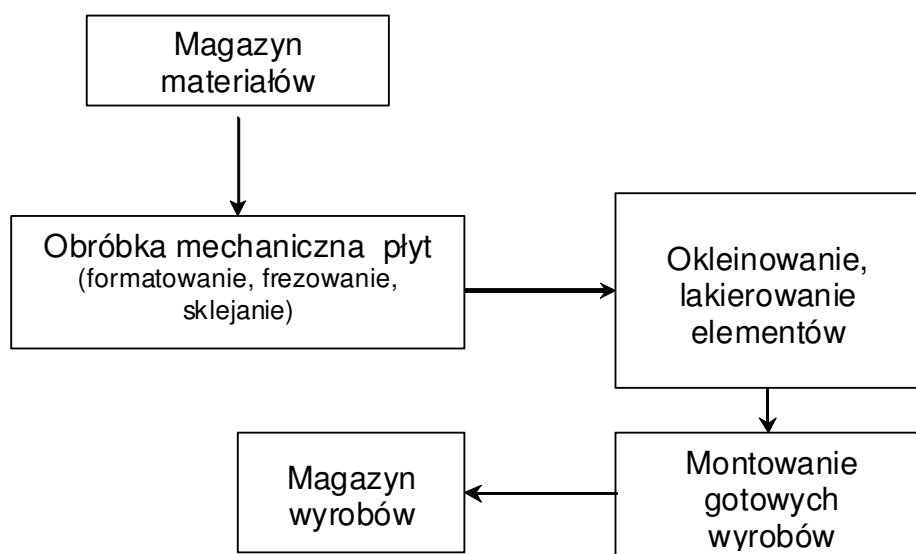 Magazyn
materiałów
Obróbka mechaniczna płyt
(formatowanie, frezowanie,
sklejanie)
Okleinowanie,
lakierowanie
elementów
Montowanie
gotowych
wyrobów
Magazyn
wyrobów